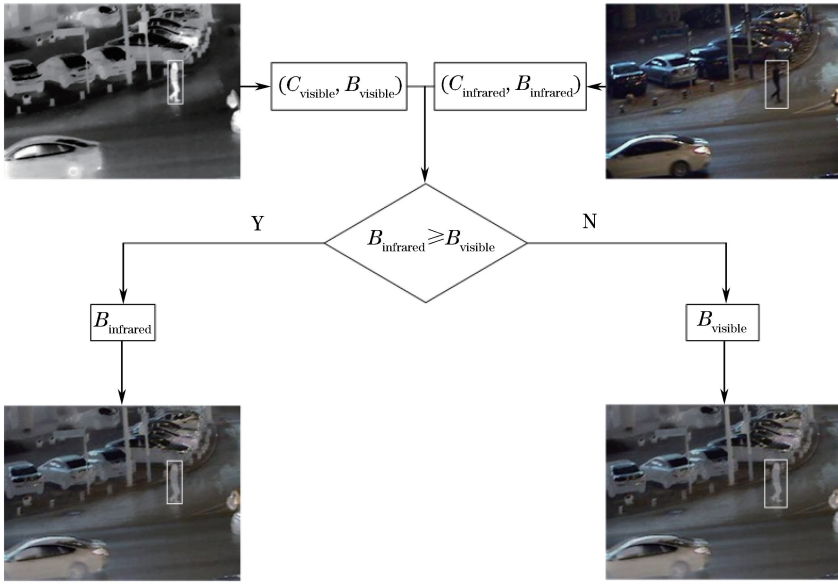 (C_visible, B_visible)
(C_infrared, B_infrared)
B_infrared⩾B_visible
Y
N
B_infrared
B_visible